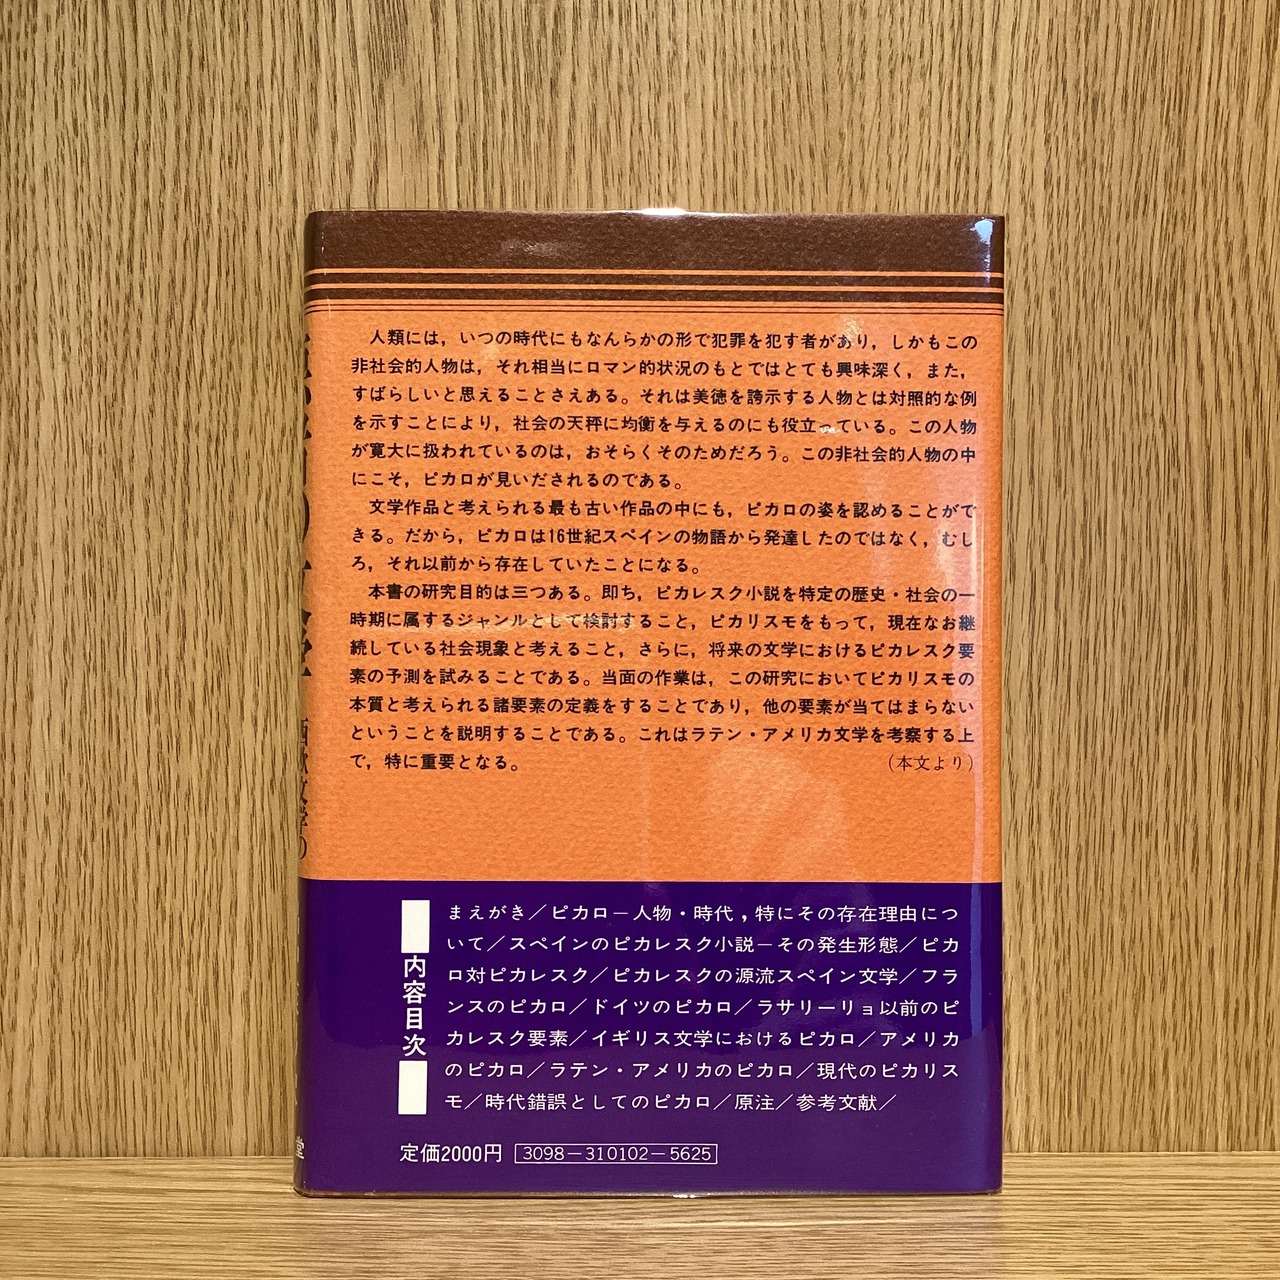 人類には，いつの時代にもなんらかの形で犯罪を犯す者があり，しかもこの
非社会的人物は，それ相当にロマン的状況のもとではとても興味深く，また，
すばらしいと思えることさえある。それは美徳を誇示する人物とは対照的な例
を示すことにより，社会の天秤に均衡を与えるのにも役立っている。この人物
が寛大に扱われているのは，おそらくそのためだろう。この非社会的人物の中
にこそ，ピカロが見いだされるのである。
文学作品と考えられる最も古い作品の中にも，ピカロの姿を認めることがで
きる。だから，ピカロは16世紀スペインの物語から発達したのではなく，むし
ろ，それ以前から存在していたことになる。
本書の研究目的は三つある。即ち，ピカレスク小説を特定の歴史・社会の一
時期に属するジャンルとして検討すること，ピカリスモをもって，現在なお継
続している社会現象と考えること，さらに，将来の文学におけるピカレスク要
素の予測を試みることである。当面の作業は，この研究においてピカリスモの
本質と考えられる諸要素の定義をすることであり，他の要素が当てはまらない
ということを説明することである。これはラテン・アメリカ文学を考察する上
で，特に重要となる。（本文より）
内容目次
まえがき／ピカロ－人物・時代，特にその存在理由につ
いて／スペインのピカレスク小説－その発生形態／ピカ
ロ対ピカレスク／ピカレスクの源流スペイン文学／フラ
ンスのピカロ／ドイツのピカロ／ラサリーリョ以前のピ
カレスク要素／イギリス文学におけるピカロ／アメリカ
のピカロ／ラテン・アメリカのピカロ／現代のピカリス
モ／時代錯誤としてのピカロ／原注／参考文献／
定価2000円 3098－310102－5625
堂